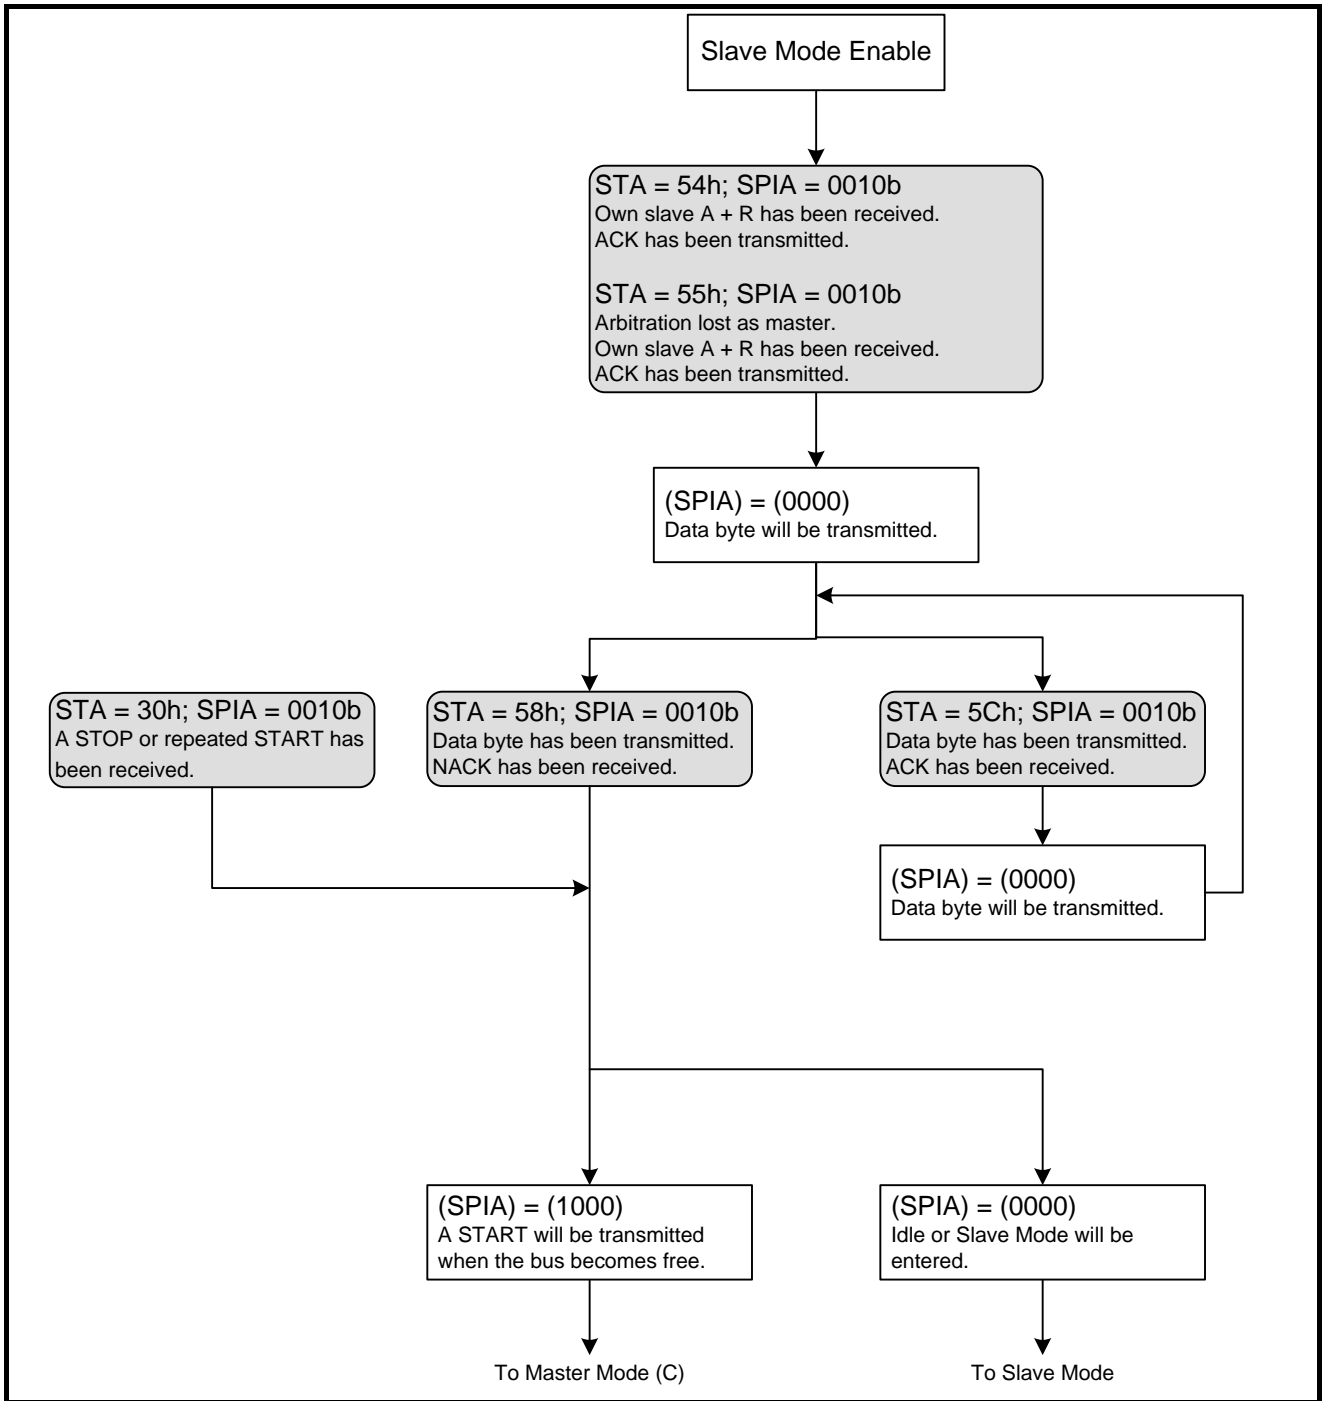 Slave Mode Enable
STA = 54h; SPIA = 0010b
Own slave A + R has been received.
ACK has been transmitted.
STA = 55h; SPIA = 0010b
Arbitration lost as master.
Own slave A + R has been received.
ACK has been transmitted.
(SPIA) = (0000)
Data byte will be transmitted.
STA = 30h; SPIA = 0010b
A STOP or repeated START has
been received.
STA = 58h; SPIA = 0010b
Data byte has been transmitted.
NACK has been received.
STA = 5Ch; SPIA = 0010b
Data byte has been transmitted.
ACK has been received.
(SPIA) = (0000)
Data byte will be transmitted.
(SPIA) = (1000)
A START will be transmitted
when the bus becomes free.
(SPIA) = (0000)
Idle or Slave Mode will be
entered.
To Master Mode (C)
To Slave Mode